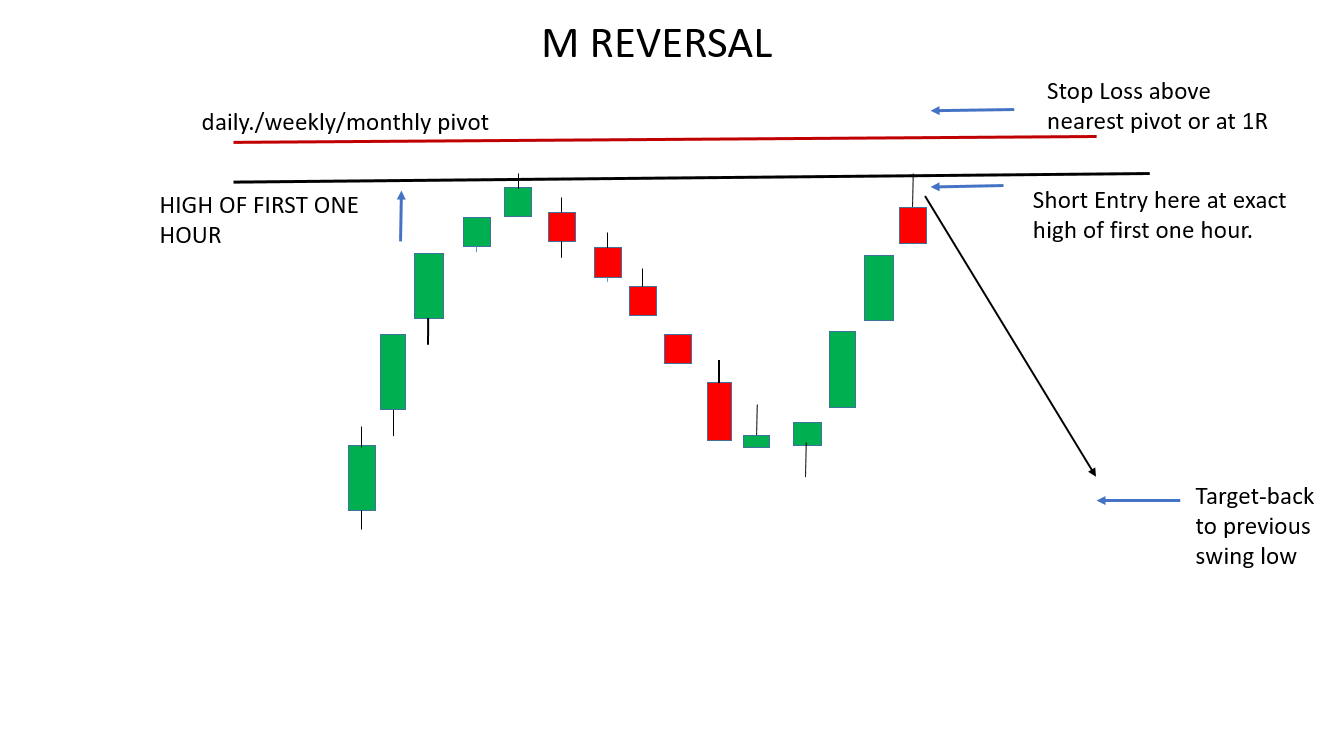 M REVERSAL
Stop Loss above
nearest pivot or at 1R
daily./weekly/monthly pivot
HIGH OF FIRST ONE
HOUR
Short Entry here at exact
high of first one hour.
Target-back
to previous
swing low